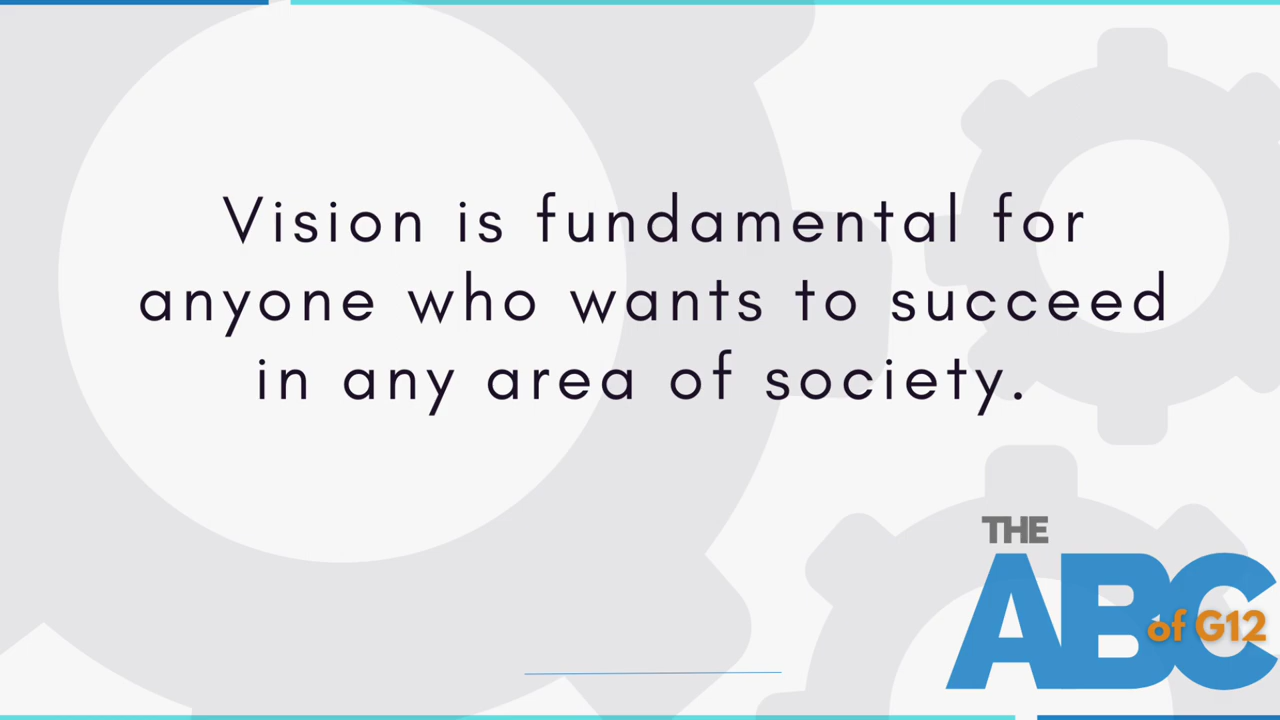 Vision is fundamental for
anyone who wants to succeed
in any area of society.
THE
ABC
of G12